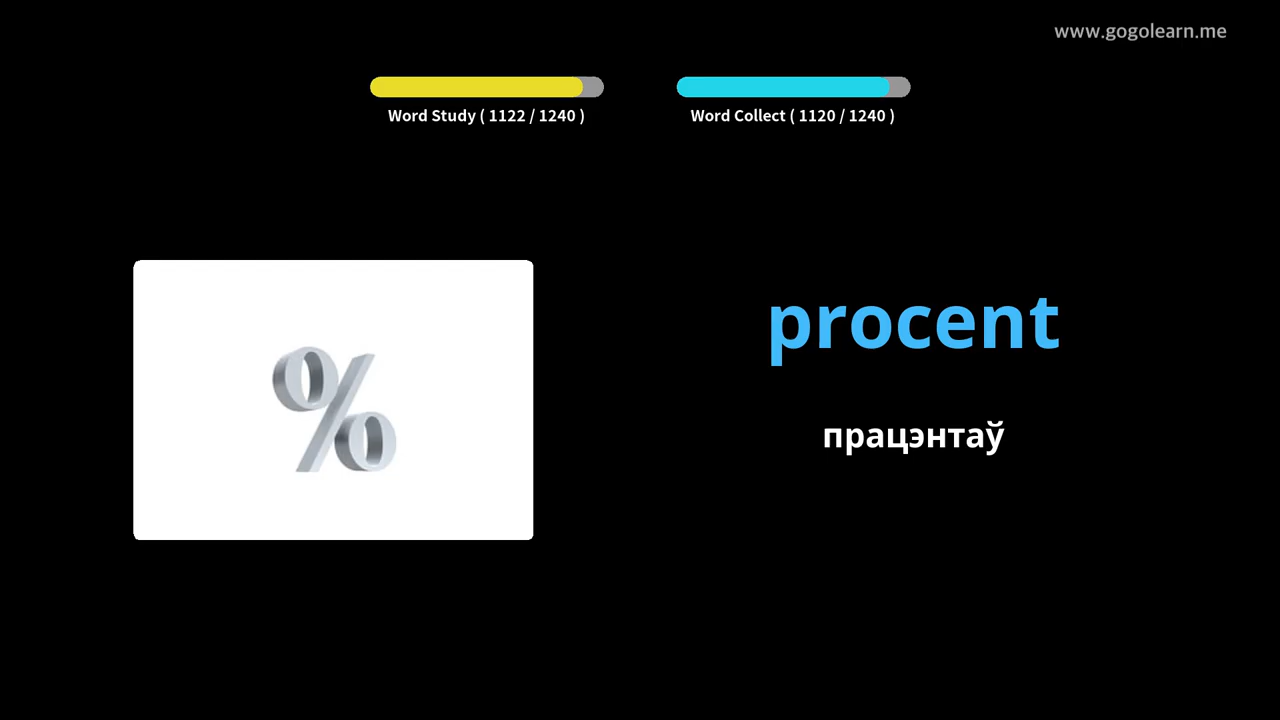 www.gogolearn.me
Word Study ( 1122 / 1240 )
Word Collect ( 1120 / 1240 )
%
procent
працэнтаў